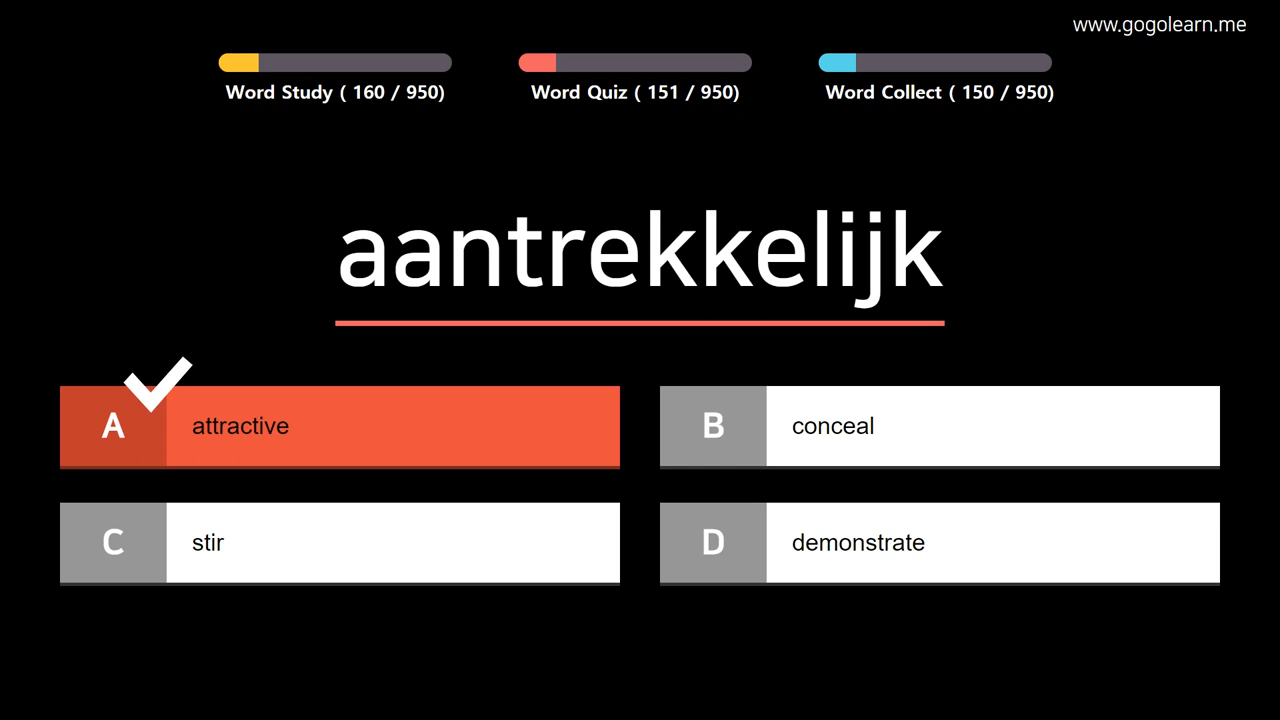 www.gogolearn.me
Word Study ( 160 / 950)
Word Quiz ( 151 / 950)
Word Collect ( 150 / 950)
aantrekkelijk
A attractive
B conceal
C stir
D demonstrate